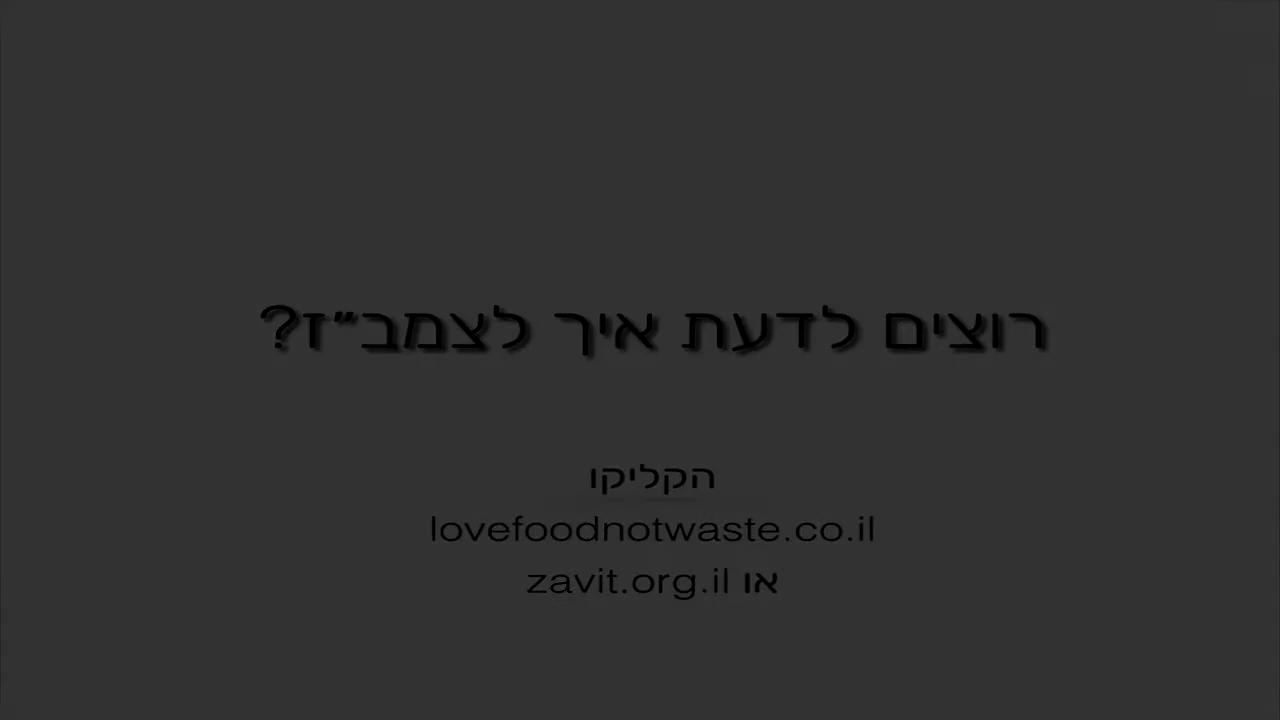 רוצים לדעת איך לצמב״ז?
הקליקו
lovefoodnotwaste.co.il
או zavit.org.il